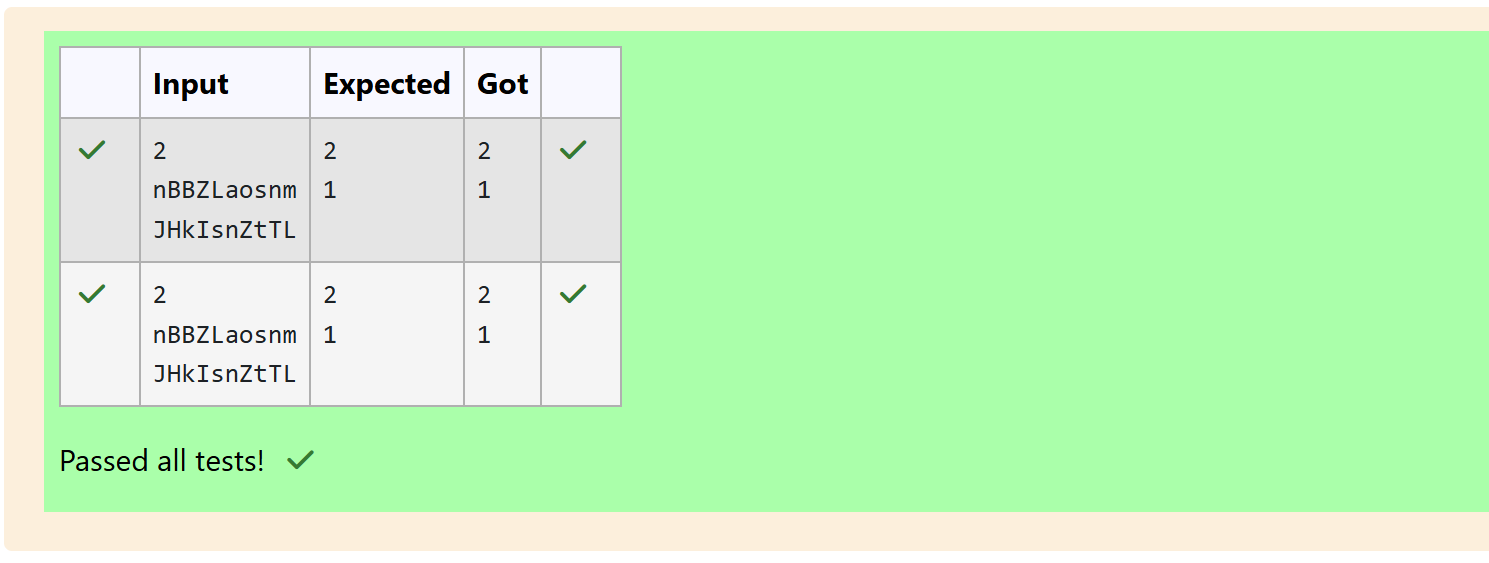 Input Expected Got
2 2 2
nBBZLaosnm 1 1
JHkIsnZtTL
2 2 2
nBBZLaosnm 1 1
JHkIsnZtTL
Passed all tests!